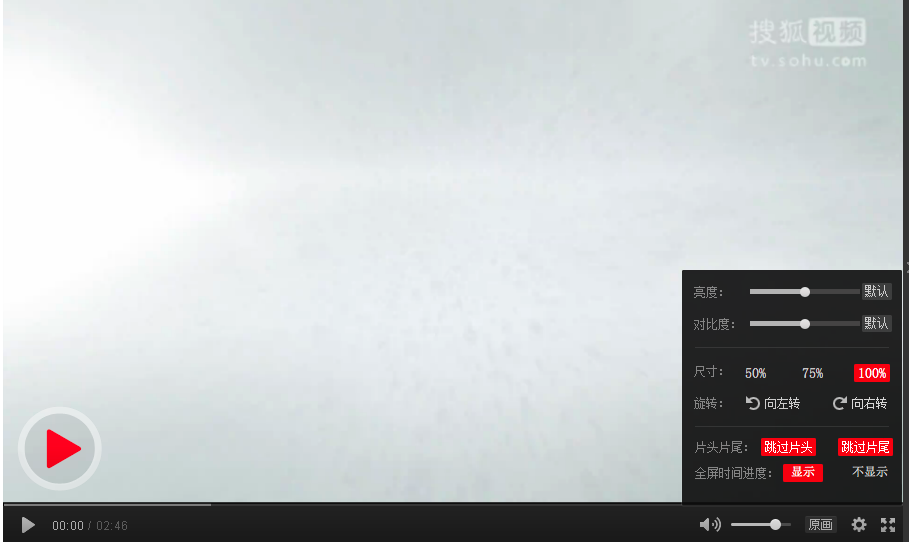 搜狐视频
tv.sohu.com
亮度： 默认
对比度： 默认
尺寸： 50% 75% 100%
旋转： 向左转 向右转
片头片尾： 跳过片头 跳过片尾
全屏时间进度： 显示 不显示
00:00 / 02:46 原画